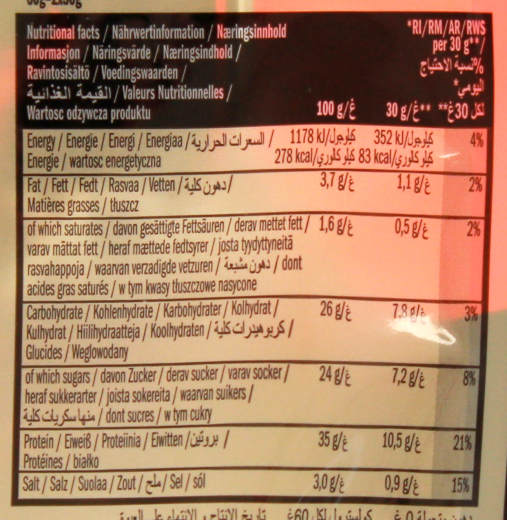 Nutritional facts / Nährwertinformation / Næringsinnhold
Informasjon / Näringsvärde / Næringsindhold /
Ravintosisältö / Voedingswaarden /
القيمة الغذائية / Valeurs Nutritionnelles /
Wartosc odzywcza produktu
100 g/غ
30 g/غ**
*RI/RM/AR/RWS
per 30 g**/
%نسبة الاحتياج
اليومي*
لكل 30غ**
Energy / Energie / Energi / Energiaa / السعرات الحرارية /
Energie / wartosc energetyczna
1178 kJ/كيلوجول 352 kJ/كيلوجول 4%
278 kcal/كيلو كلوري 83 kcal/كيلو كلوري
Fat / Fett / Fedt / Rasvaa / Vetten / دهون كلية /
Matières grasses / tłuszcz
3,7 g/غ 1,1 g/غ 2%
of which saturates / davon gesättigte Fettsäuren / derav mettet fett /
varav mättat fett / heraf mættede fedtsyrer / josta tyydyttyneitä
rasvahappoja / waarvan verzadigde vetzuren / دهون مشبعة / dont
acides gras saturés / w tym kwasy tłuszczowe nasycone
1,6 g/غ 0,5 g/غ 2%
Carbohydrate / Kohlenhydrate / Karbohydrater / Kolhydrat /
Kulhydrat / Hiilihydraatteja / Koolhydraten / كربوهيدرات كلية /
Glucides / Weglowodany
26 g/غ 7,8 g/غ 3%
of which sugars / davon Zucker / derav sucker / varav socker /
heraf sukkerarter / joista sokereita / waarvan suikers /
منها سكريات كلية / dont sucres / w tym cukry
24 g/غ 7,2 g/غ 8%
Protein / Eiweiß / Proteiinia / Eiwitten / بروتين /
Protéines / białko
35 g/غ 10,5 g/غ 21%
Salt / Salz / Suolaa / Zout / ملح / Sel / sól
3,0 g/غ 0,9 g/غ 15%